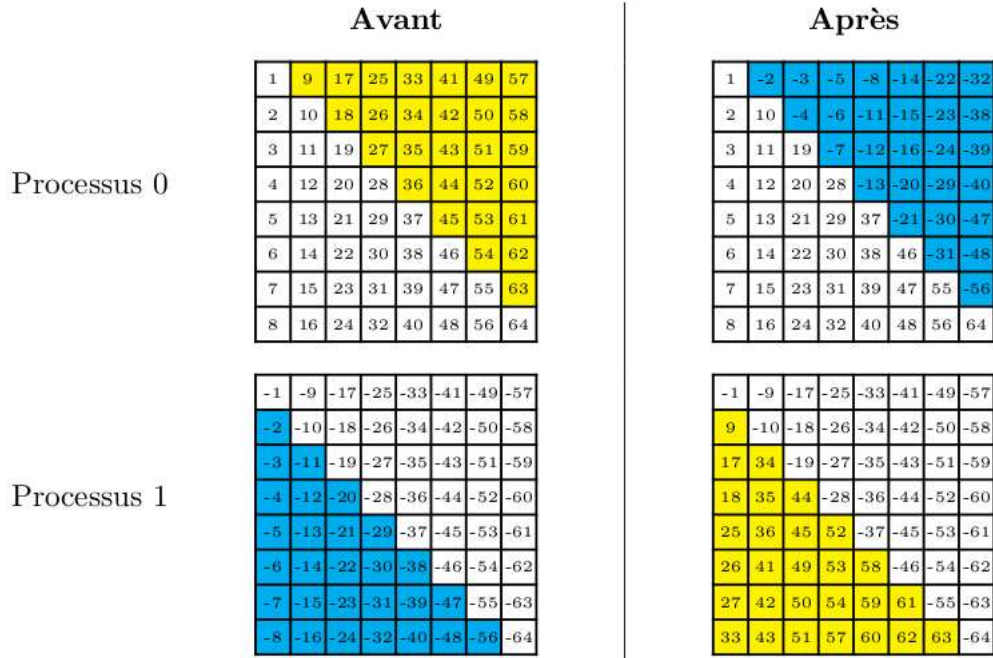 Avant Après
Processus 0
1 9 17 25 33 41 49 57
2 10 18 26 34 42 50 58
3 11 19 27 35 43 51 59
4 12 20 28 36 44 52 60
5 13 21 29 37 45 53 61
6 14 22 30 38 46 54 62
7 15 23 31 39 47 55 63
8 16 24 32 40 48 56 64
1 -2 -3 -5 -8 -14 -22 -32
2 10 -4 -6 -11 -15 -23 -38
3 11 19 -7 -12 -16 -24 -39
4 12 20 28 -13 -20 -29 -40
5 13 21 29 37 -21 -30 -47
6 14 22 30 38 46 -31 -48
7 15 23 31 39 47 55 -56
8 16 24 32 40 48 56 64
Processus 1
-1 -9 -17 -25 -33 -41 -49 -57
-2 -10 -18 -26 -34 -42 -50 -58
-3 -11 -19 -27 -35 -43 -51 -59
-4 -12 -20 -28 -36 -44 -52 -60
-5 -13 -21 -29 -37 -45 -53 -61
-6 -14 -22 -30 -38 -46 -54 -62
-7 -15 -23 -31 -39 -47 -55 -63
-8 -16 -24 -32 -40 -48 -56 -64
-1 -9 -17 -25 -33 -41 -49 -57
9 -10 -18 -26 -34 -42 -50 -58
17 34 -19 -27 -35 -43 -51 -59
18 35 44 -28 -36 -44 -52 -60
25 36 45 52 -37 -45 -53 -61
26 41 49 53 58 -46 -54 -62
27 42 50 54 59 61 -55 -63
33 43 51 57 60 62 63 -64